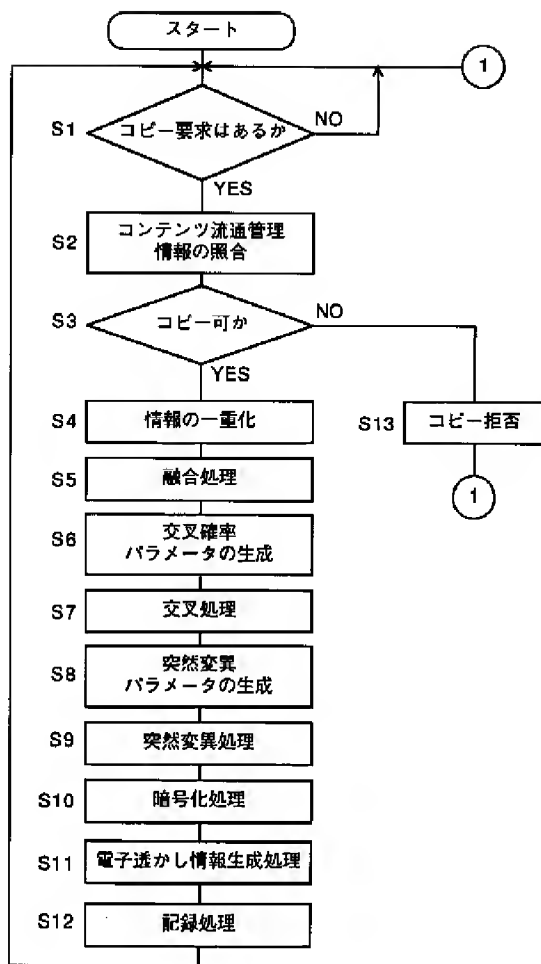 スタート
1
S1
コピー要求はあるか
NO
YES
S2
コンテンツ流通管理
情報の照合
S3
コピー可か
NO
YES
S4
情報の一重化
S13
コピー拒否
S5
融合処理
1
S6
交叉確率
パラメータの生成
S7
交叉処理
S8
突然変異
パラメータの生成
S9
突然変異処理
S10
暗号化処理
S11
電子透かし情報生成処理
S12
記録処理